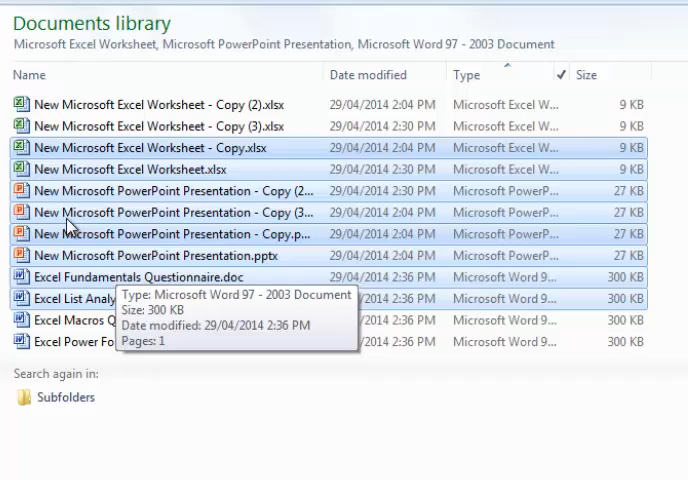 Documents library
Microsoft Excel Worksheet, Microsoft PowerPoint Presentation, Microsoft Word 97 - 2003 Document
Name Date modified Type Size
New Microsoft Excel Worksheet - Copy (2).xlsx 29/04/2014 2:04 PM Microsoft Excel W... 9 KB
New Microsoft Excel Worksheet - Copy (3).xlsx 29/04/2014 2:30 PM Microsoft Excel W... 9 KB
New Microsoft Excel Worksheet - Copy.xlsx 29/04/2014 2:04 PM Microsoft Excel W... 9 KB
New Microsoft Excel Worksheet.xlsx 29/04/2014 2:30 PM Microsoft Excel W... 9 KB
New Microsoft PowerPoint Presentation - Copy (2... 29/04/2014 2:30 PM Microsoft PowerP... 27 KB
New Microsoft PowerPoint Presentation - Copy (3... 29/04/2014 2:04 PM Microsoft PowerP... 27 KB
New Microsoft PowerPoint Presentation - Copy.p... 29/04/2014 2:04 PM Microsoft PowerP... 27 KB
New Microsoft PowerPoint Presentation.pptx 29/04/2014 2:04 PM Microsoft PowerP... 27 KB
Excel Fundamentals Questionnaire.doc 29/04/2014 2:36 PM Microsoft Word 9... 300 KB
Excel List Analy 29/04/2014 2:36 PM Microsoft Word 9... 300 KB
Excel Macros Q 2:36 PM Microsoft Word 9... 300 KB
Excel Power Fo 2:36 PM Microsoft Word 9... 300 KB
Type: Microsoft Word 97 - 2003 Document
Size: 300 KB
Date modified: 29/04/2014 2:36 PM
Pages: 1
Search again in:
Subfolders